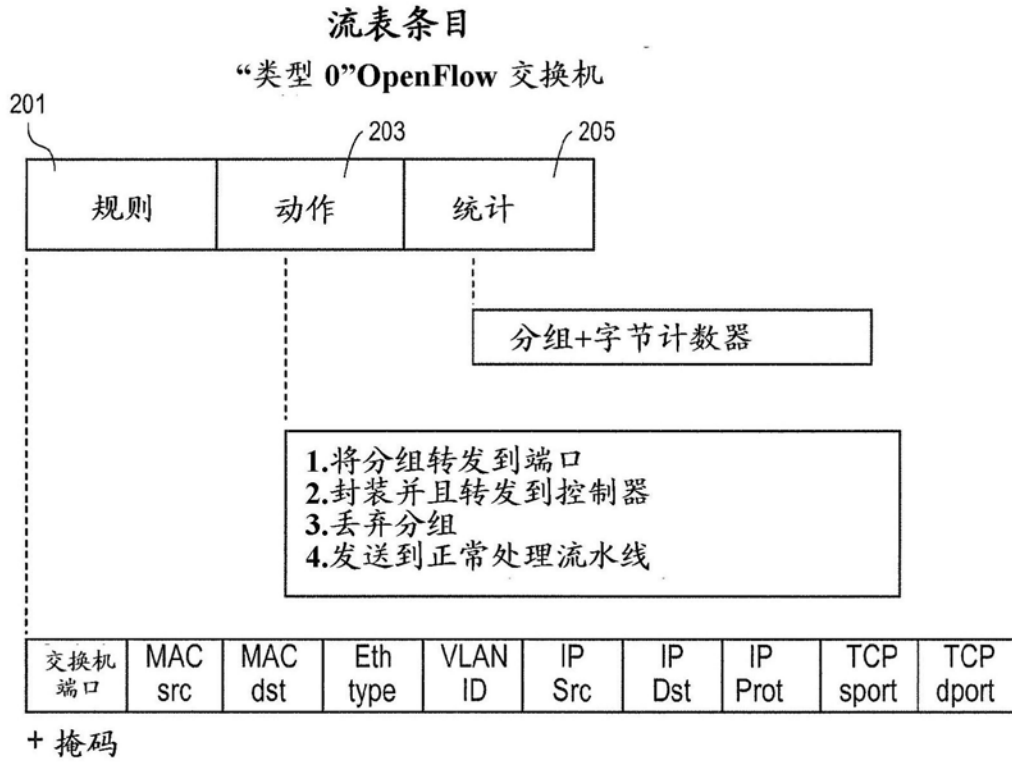 流表条目
“类型 0”OpenFlow 交换机
201
203
205
规则 动作 统计
分组+字节计数器
1.将分组转发到端口
2.封装并且转发到控制器
3.丢弃分组
4.发送到正常处理流水线
交换机 MAC MAC Eth VLAN IP IP IP TCP TCP
端口 src dst type ID Src Dst Prot sport dport
+ 掩码